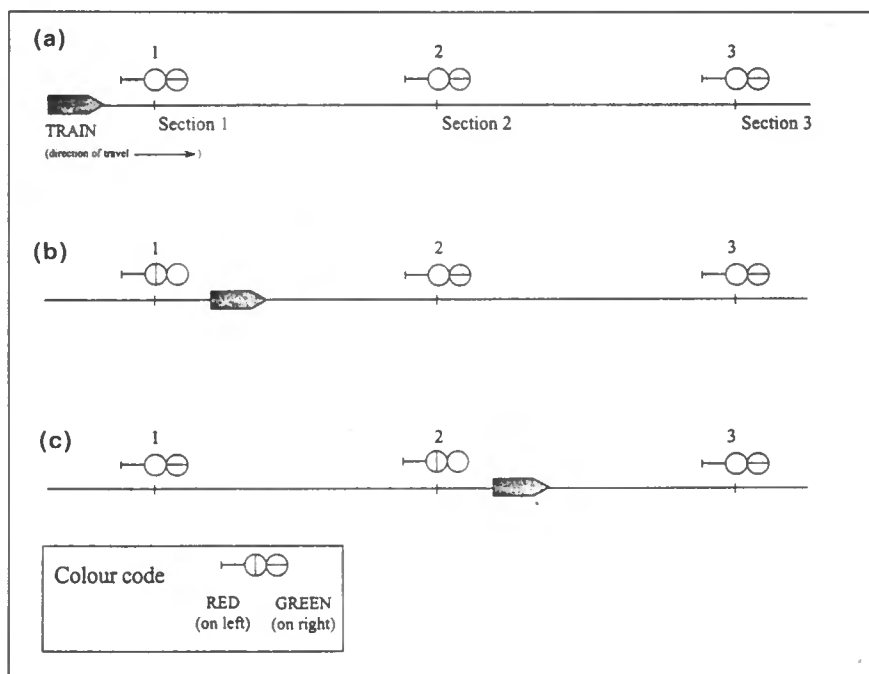 (a)
1 2 3
Section 1 Section 2 Section 3
TRAIN
(direction of travel )
(b)
1 2 3
(c)
1 2 3
Colour code
RED GREEN
(on left) (on right)